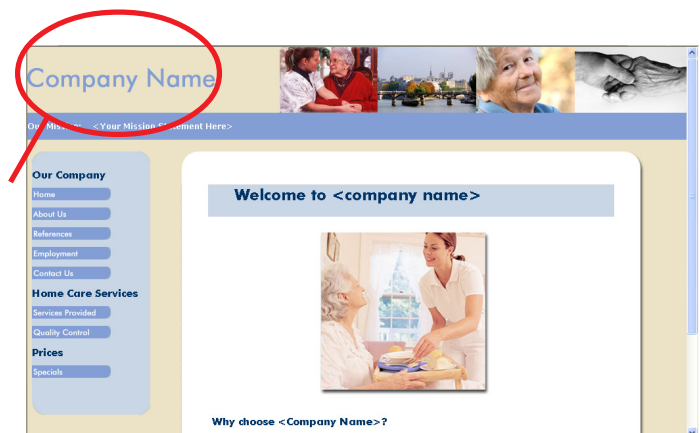 Company Name
Our Mission: <Your Mission Statement Here>
Our Company
Home
About Us
References
Employment
Contact Us
Home Care Services
Services Provided
Quality Control
Prices
Specials
Welcome to <company name>
Why choose <Company Name>?